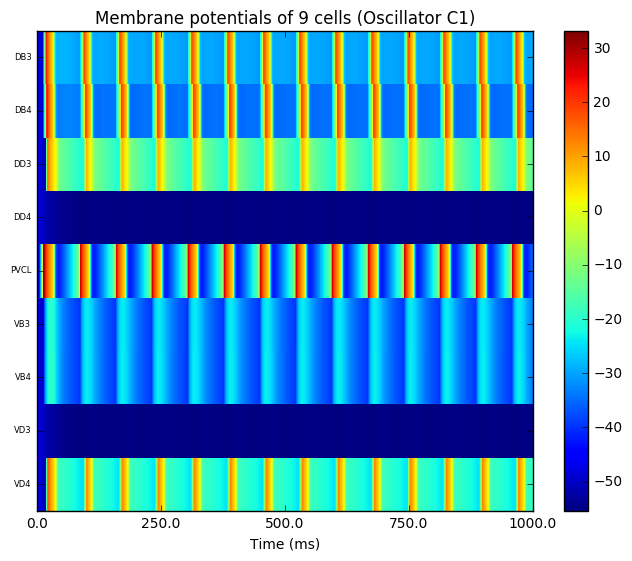 Membrane potentials of 9 cells (Oscillator C1)
DB3
DB4
DD3
DD4
PVCL
VB3
VB4
VD3
VD4
0.0 250.0 500.0 750.0 1000.0
Time (ms)
30
20
10
0
−10
−20
−30
−40
−50